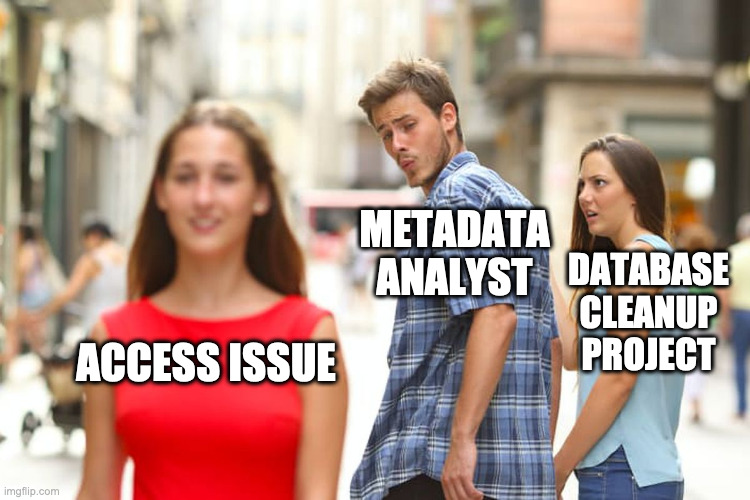 METADATA
ANALYST
DATABASE
CLEANUP
PROJECT
ACCESS ISSUE
imgflip.com